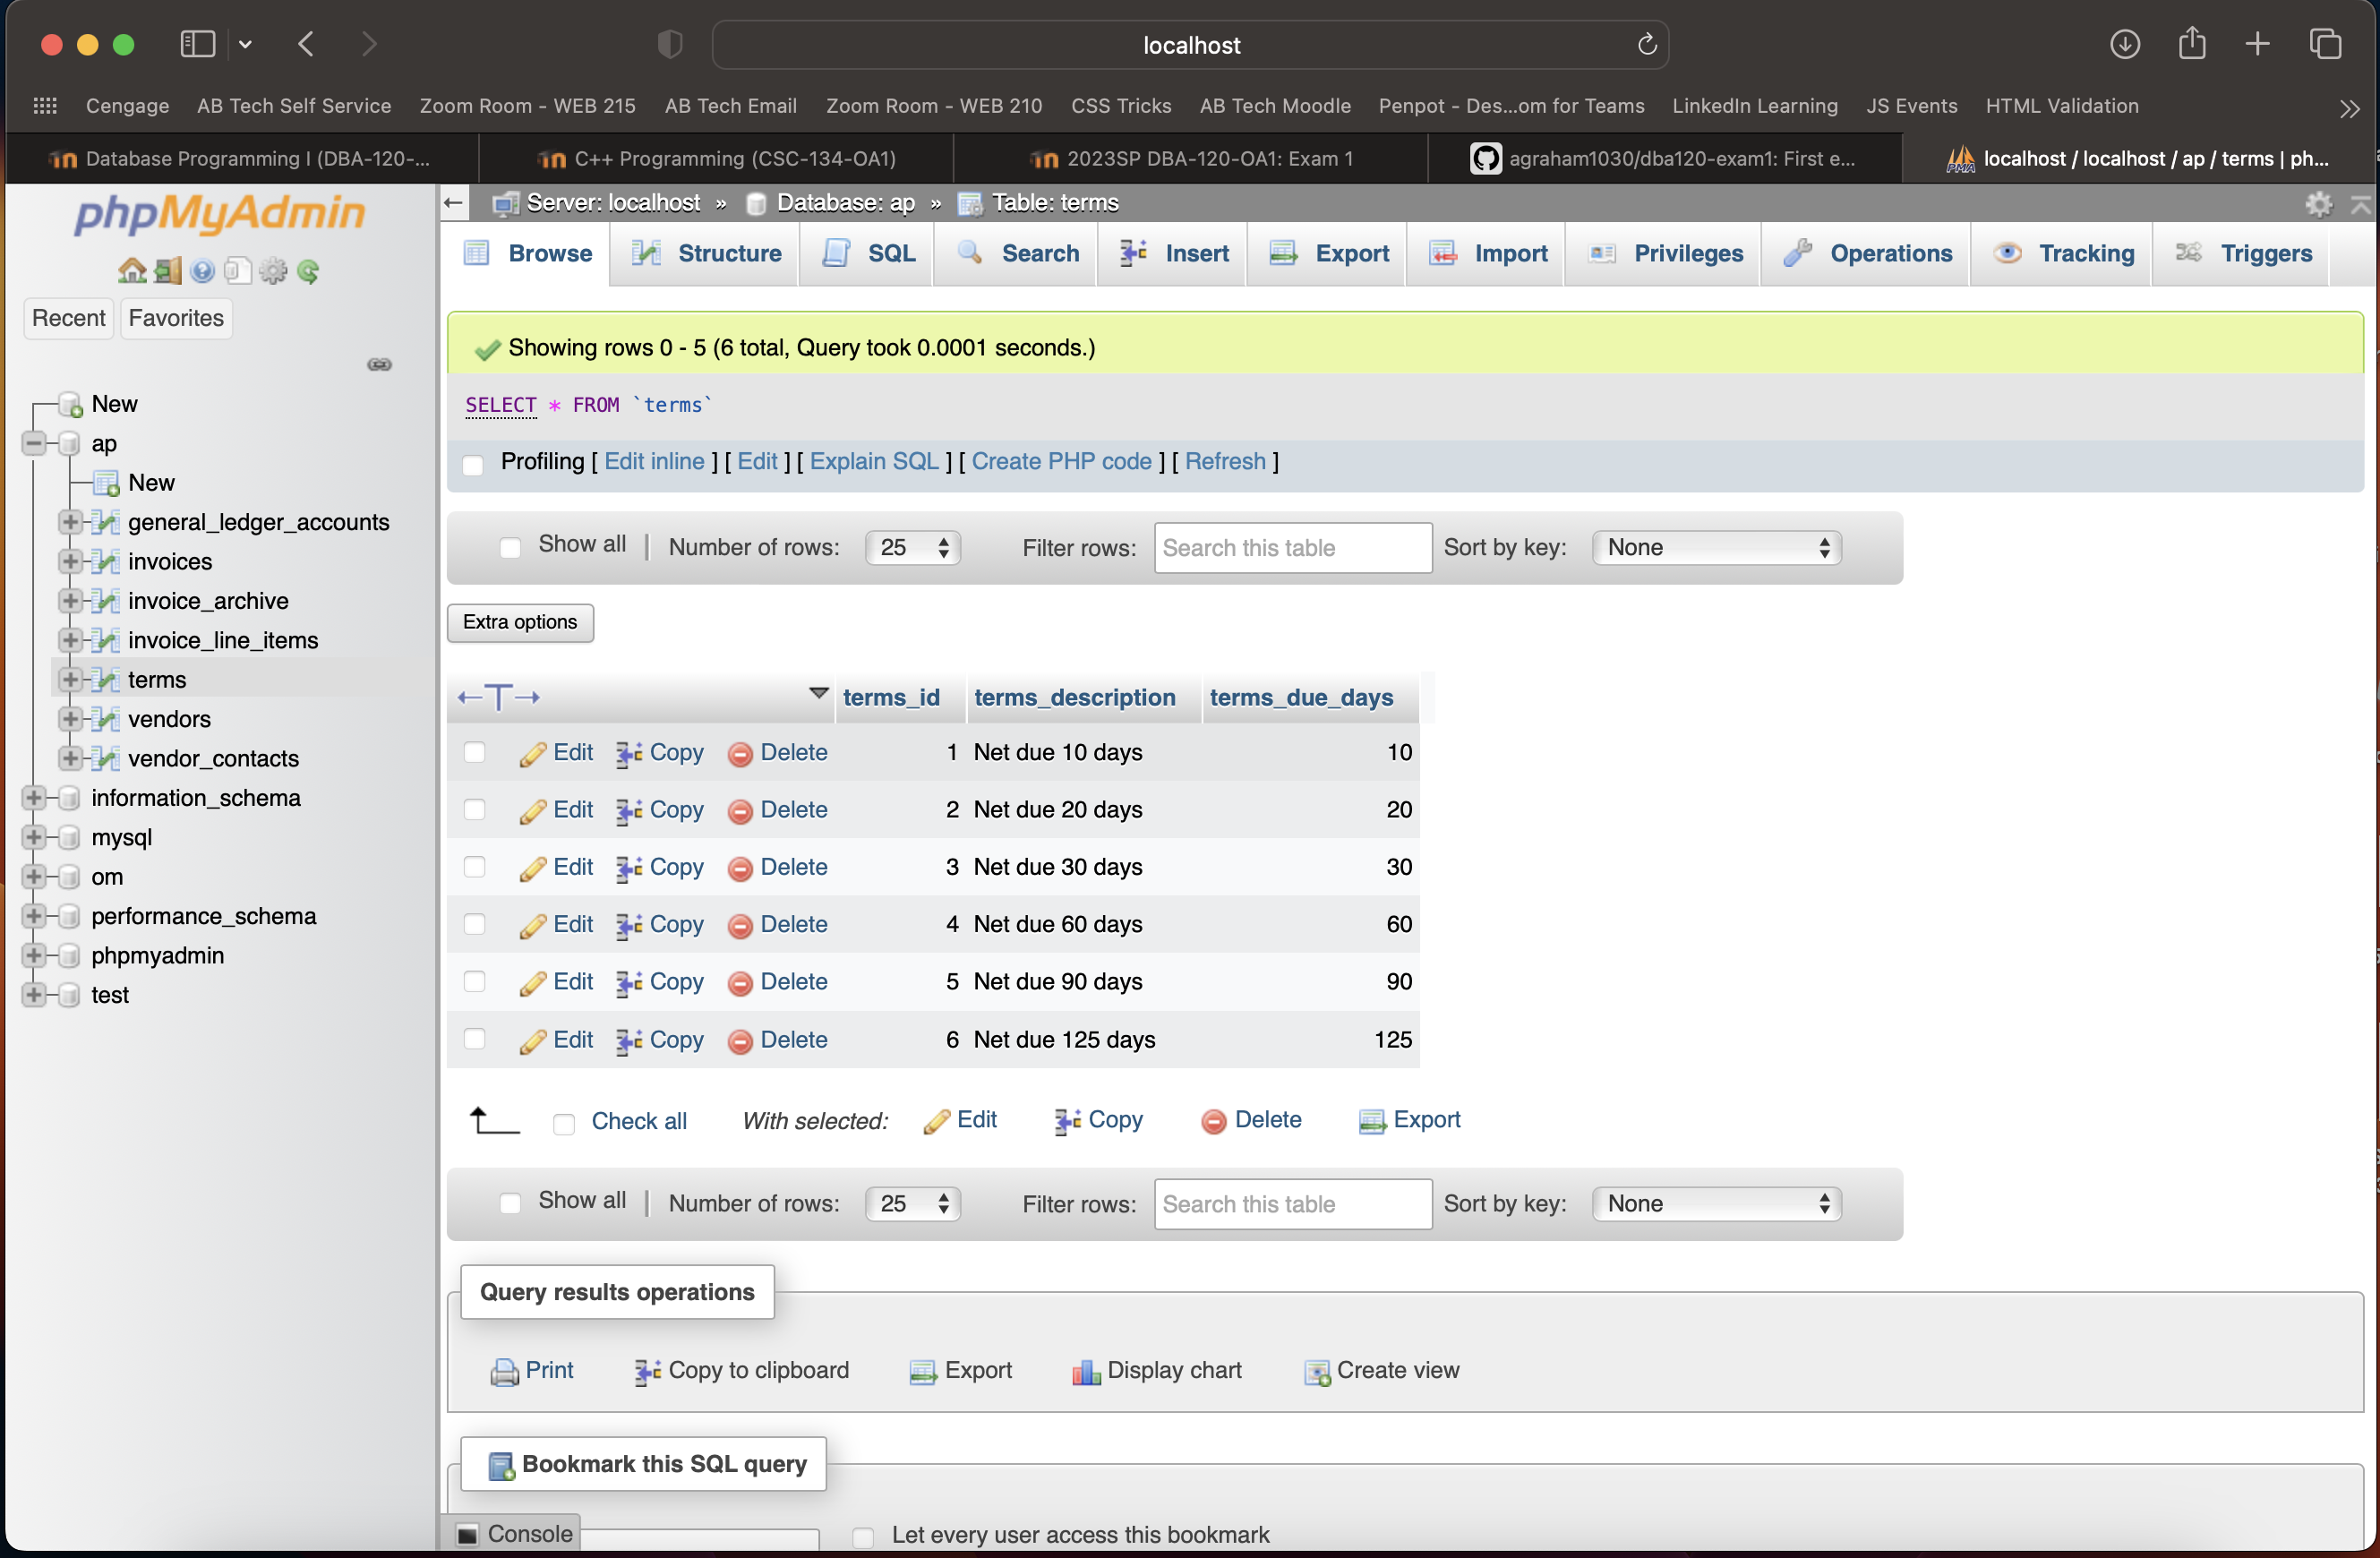 localhost
Cengage AB Tech Self Service Zoom Room - WEB 215 AB Tech Email Zoom Room - WEB 210 CSS Tricks AB Tech Moodle Penpot - Des...om for Teams LinkedIn Learning JS Events HTML Validation
Database Programming I (DBA-120-... C++ Programming (CSC-134-OA1) 2023SP DBA-120-OA1: Exam 1 agraham1030/dba120-exam1: First e... localhost / localhost / ap / terms | ph...
phpMyAdmin
Recent Favorites
New
ap
New
general_ledger_accounts
invoices
invoice_archive
invoice_line_items
terms
vendors
vendor_contacts
information_schema
mysql
om
performance_schema
phpmyadmin
test
Server: localhost » Database: ap » Table: terms
Browse Structure SQL Search Insert Export Import Privileges Operations Tracking Triggers
Showing rows 0 - 5 (6 total, Query took 0.0001 seconds.)
SELECT * FROM `terms`
Profiling [ Edit inline ] [ Edit ] [ Explain SQL ] [ Create PHP code ] [ Refresh ]
Show all | Number of rows: 25 Filter rows: Search this table Sort by key: None
Extra options
←T→ terms_id terms_description terms_due_days
Edit Copy Delete 1 Net due 10 days 10
Edit Copy Delete 2 Net due 20 days 20
Edit Copy Delete 3 Net due 30 days 30
Edit Copy Delete 4 Net due 60 days 60
Edit Copy Delete 5 Net due 90 days 90
Edit Copy Delete 6 Net due 125 days 125
Check all With selected: Edit Copy Delete Export
Show all | Number of rows: 25 Filter rows: Search this table Sort by key: None
Query results operations
Print Copy to clipboard Export Display chart Create view
Bookmark this SQL query
Console Let every user access this bookmark